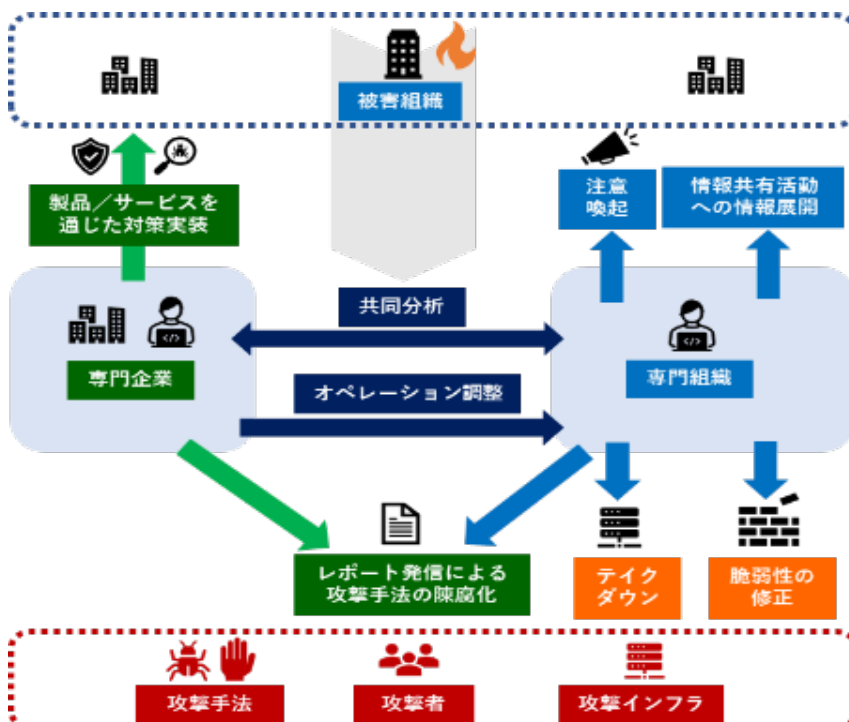 被害組織
製品／サービスを
通じた対策実装
注意
喚起
情報共有活動
への情報展開
共同分析
専門企業
専門組織
オペレーション調整
レポート発信による
攻撃手法の陳腐化
テイク
ダウン
脆弱性の
修正
攻撃手法
攻撃者
攻撃インフラ